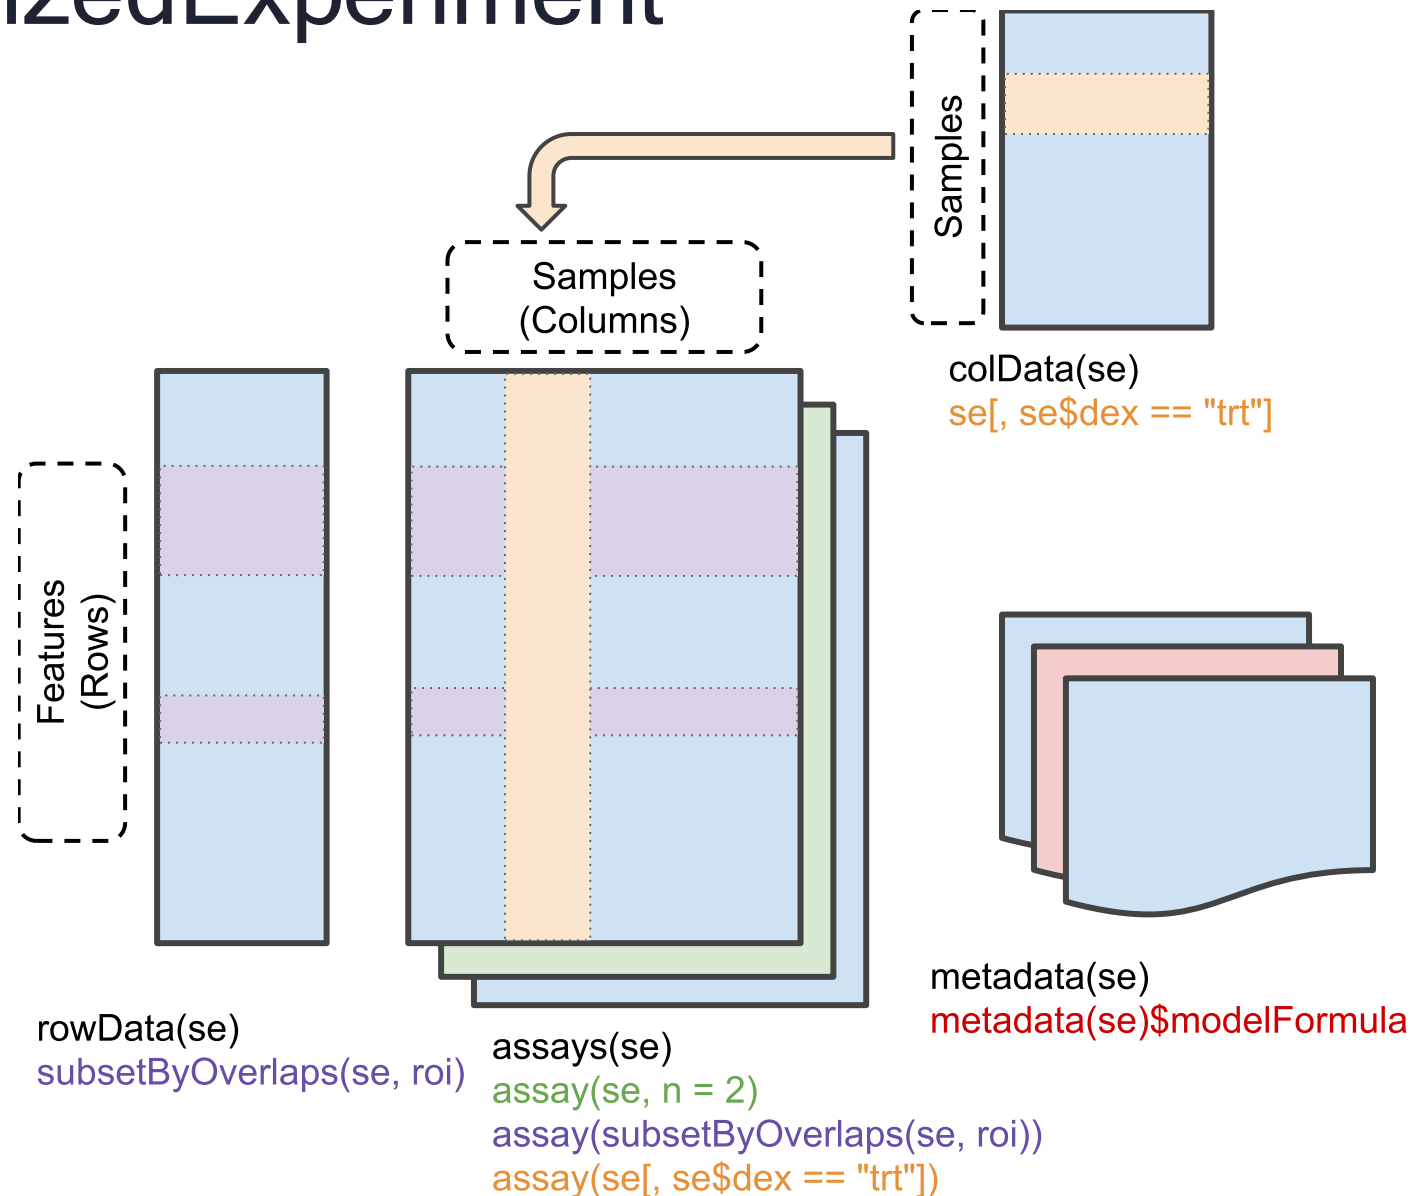 izedExperiment
Samples
Samples
(Columns)
colData(se)
se[, se$dex == "trt"]
Features
(Rows)
metadata(se)
metadata(se)$modelFormula
rowData(se)
subsetByOverlaps(se, roi)
assays(se)
assay(se, n = 2)
assay(subsetByOverlaps(se, roi))
assay(se[, se$dex == "trt"])